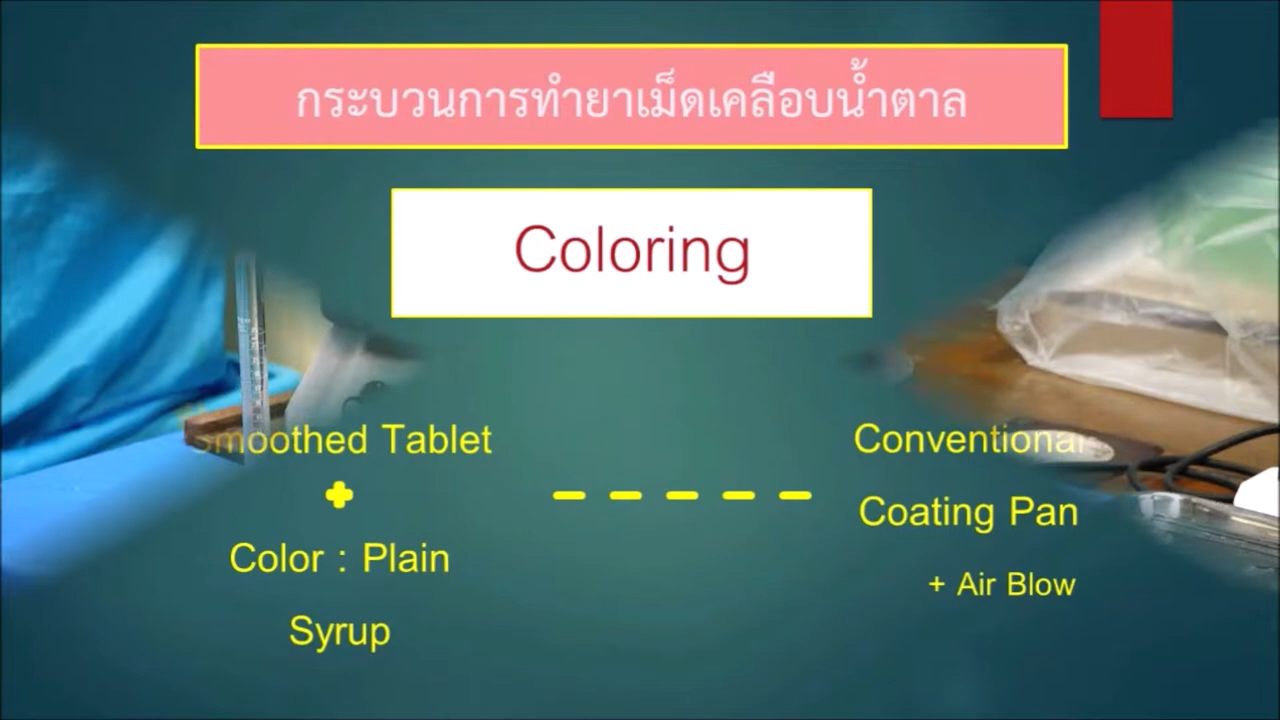 กระบวนการทำยาเม็ดเคลือบน้ำตาล
Coloring
Smoothed Tablet
+
Color : Plain
Syrup
Conventional
Coating Pan
+ Air Blow